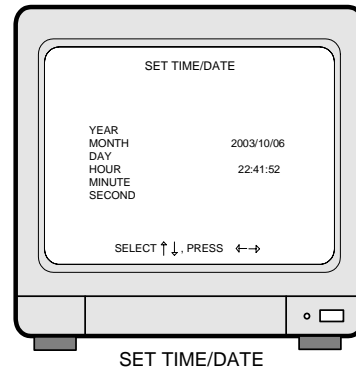 SET TIME/DATE
YEAR
MONTH 2003/10/06
DAY
HOUR 22:41:52
MINUTE
SECOND
SELECT ↑↓, PRESS ←→
SET TIME/DATE